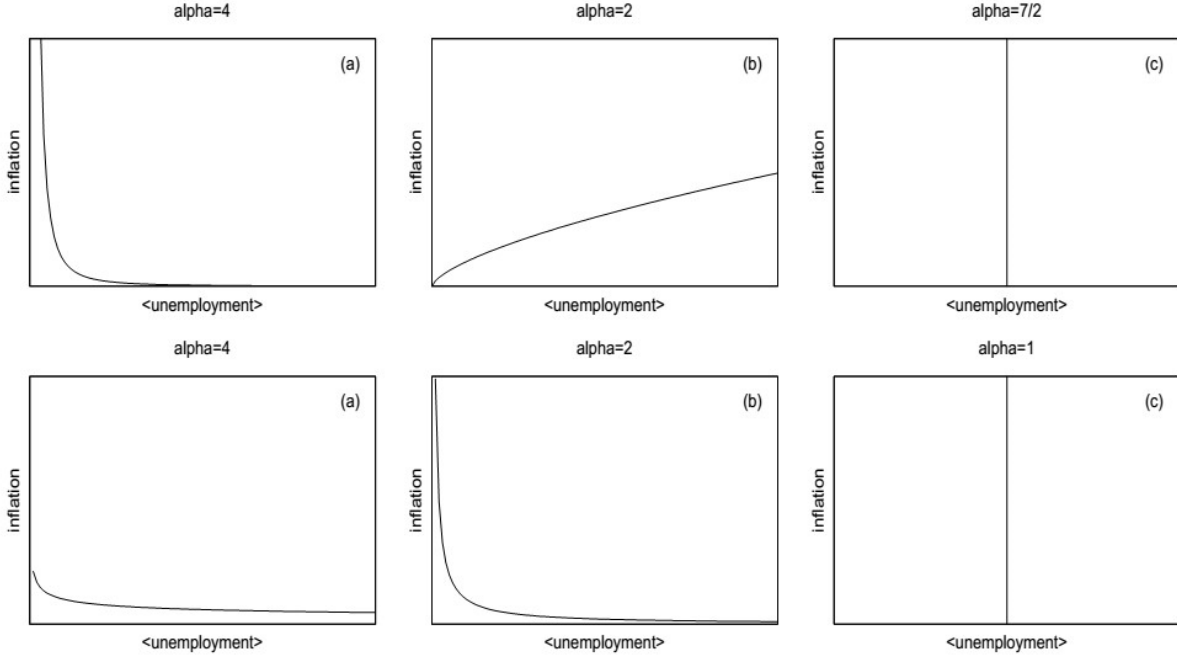 alpha=4
alpha=2
alpha=7/2
(a)
(b)
(c)
inflation
inflation
inflation
<unemployment>
<unemployment>
<unemployment>
alpha=4
alpha=2
alpha=1
(a)
(b)
(c)
inflation
inflation
inflation
<unemployment>
<unemployment>
<unemployment>